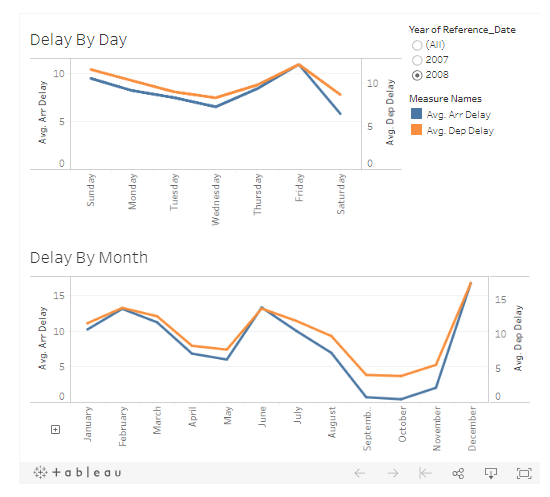 Delay By Day
Year of Reference_Date
(All)
2007
2008
Measure Names
Avg. Arr Delay
Avg. Dep Delay
Avg. Arr Delay
10
5
0
10
5
0
Avg. Dep Delay
Sunday
Monday
Tuesday
Wednesday
Thursday
Friday
Saturday
Delay By Month
Avg. Arr Delay
15
10
5
0
15
10
5
0
Avg. Dep Delay
January
February
March
April
May
June
July
August
Septemb..
October
November
December
+ a b l e a u